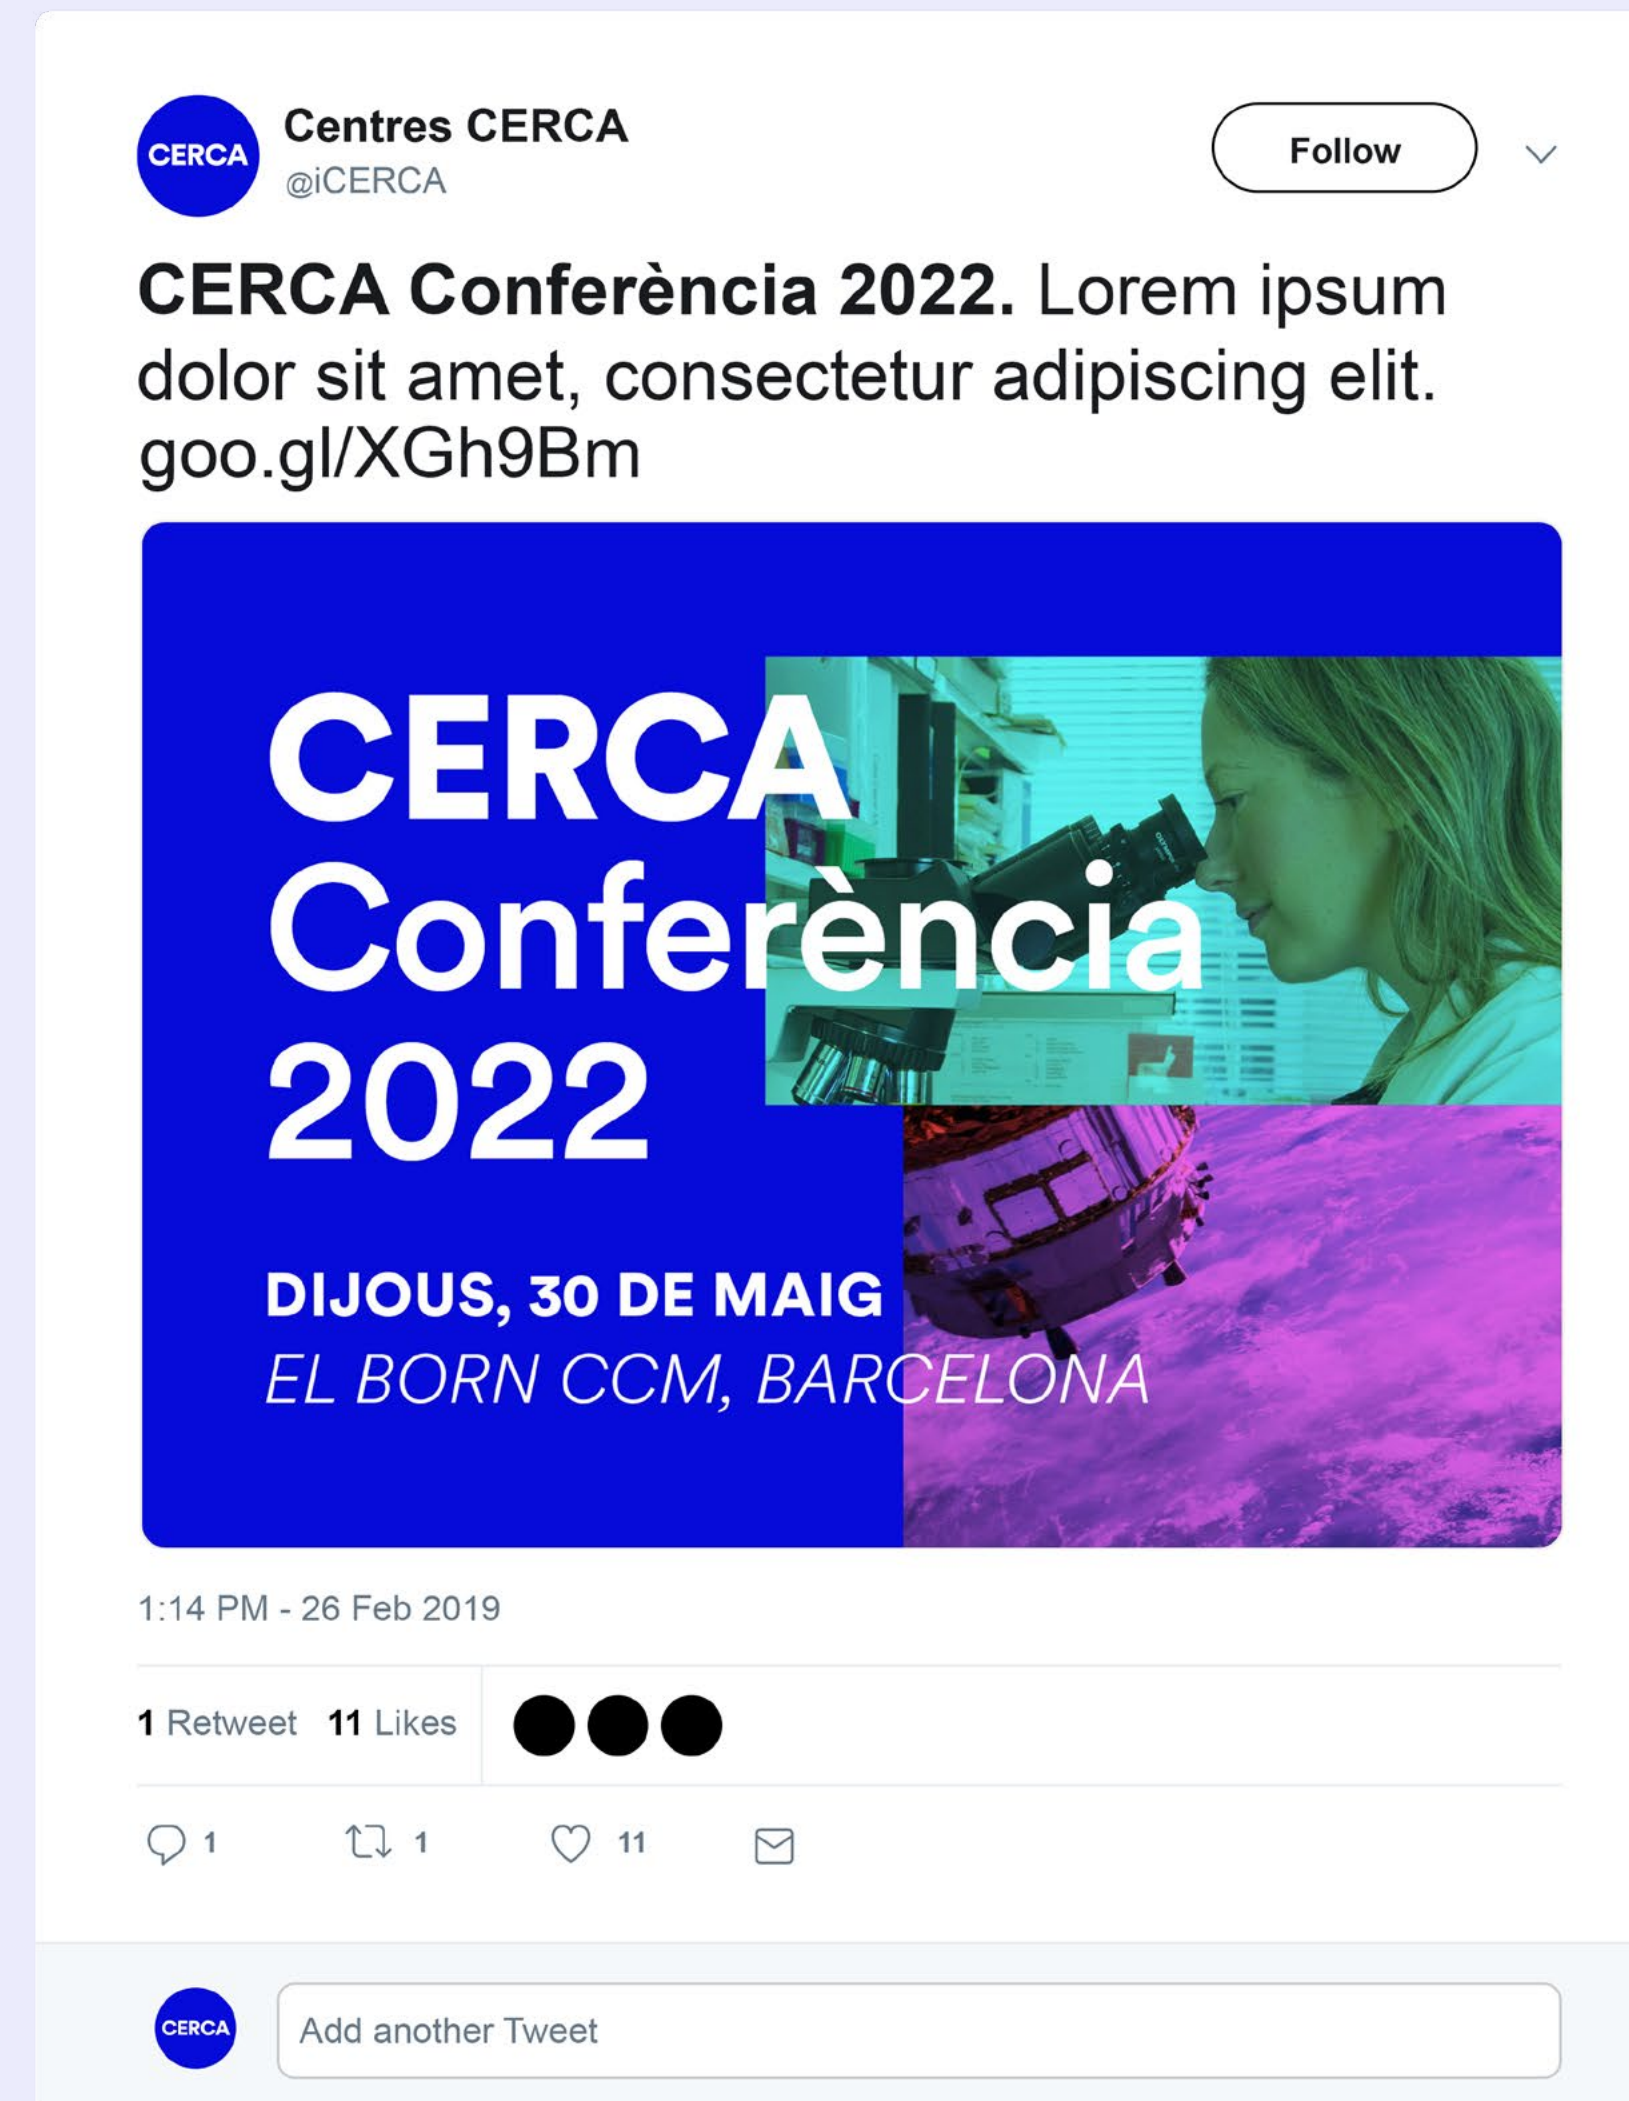 CERCA
Centres CERCA
@iCERCA
Follow
CERCA Conferència 2022. Lorem ipsum
dolor sit amet, consectetur adipiscing elit.
goo.gl/XGh9Bm
CERCA
Conferència
2022
DIJOUS, 30 DE MAIG
EL BORN CCM, BARCELONA
OLYMPUS
1:14 PM - 26 Feb 2019
1 Retweet 11 Likes
1 1 11
CERCA
Add another Tweet